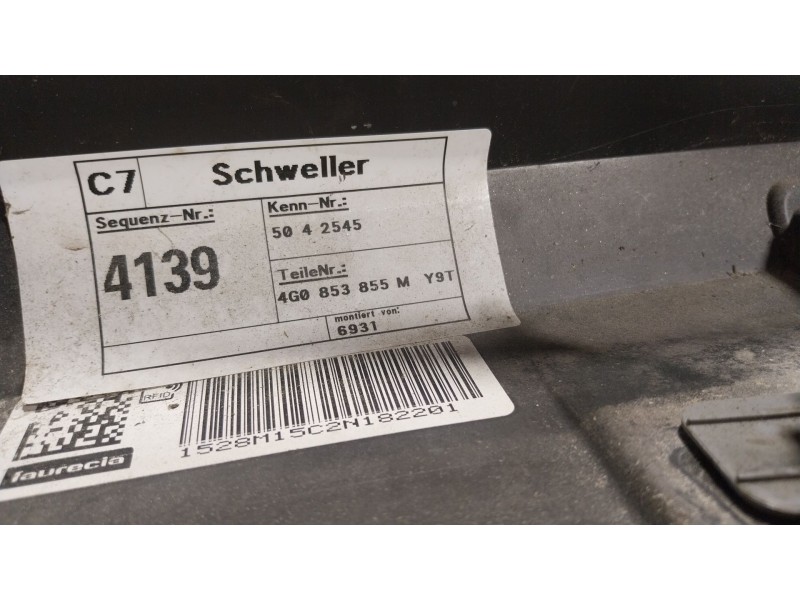 C7 Schweller
Sequenz-Nr.:
4139
Kenn-Nr.:
50 4 2545
TeileNr.:
4G0 853 855 M Y9T
montiert von:
6931
RFID
1528M15C2N182201
faurecia